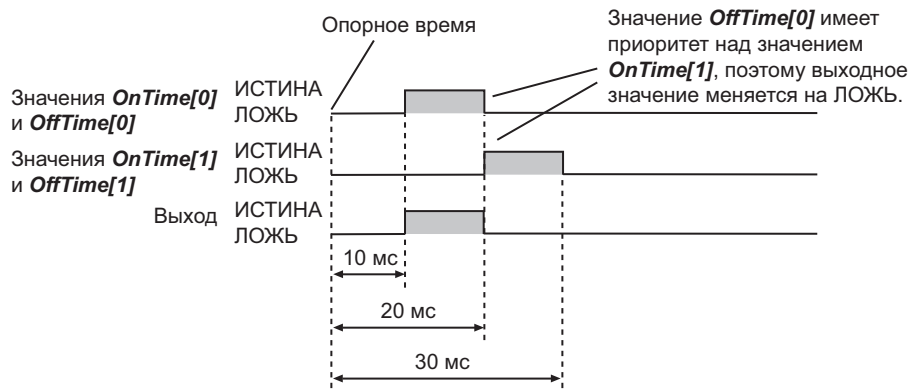 Опорное время
Значение OffTime[0] имеет
приоритет над значением
OnTime[1], поэтому выходное
значение меняется на ЛОЖЬ.
Значения OnTime[0]
и OffTime[0]
ИСТИНА
ЛОЖЬ
Значения OnTime[1]
и OffTime[1]
ИСТИНА
ЛОЖЬ
Выход
ИСТИНА
ЛОЖЬ
10 мс
20 мс
30 мс